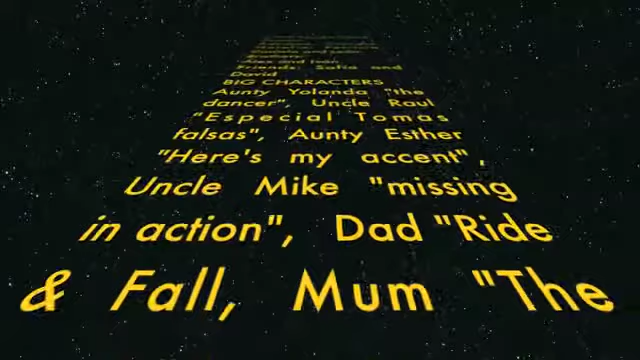 Friends: Safia and
David
BIG CHARACTERS
Aunty Yolanda "the
dancer", Uncle Raul
"Especial Tomas
falsas", Aunty Esther
"Here's my accent",
Uncle Mike "missing
in action", Dad "Ride
& Fall, Mum "The